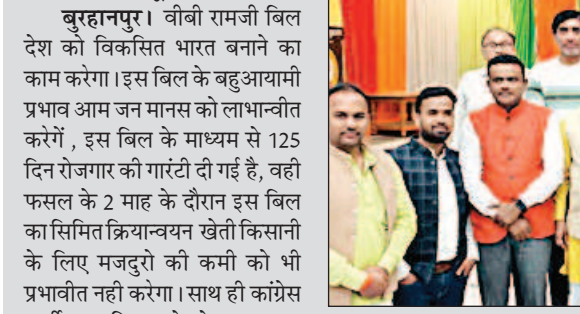 बुरहानपुर। वीबी रामजी बिल
देश को विकसित भारत बनाने का
काम करेगा।इस बिल के बहुआयामी
प्रभाव आम जन मानस को लाभान्वीत
करेगें , इस बिल के माध्यम से 125
दिन रोजगार की गारंटी दी गई है, वही
फसल के 2 माह के दौरान इस बिल
का सिमित क्रियान्वयन खेती किसानी
के लिए मजदुरो की कमी को भी
प्रभावीत नही करेगा।साथ ही कांग्रेस